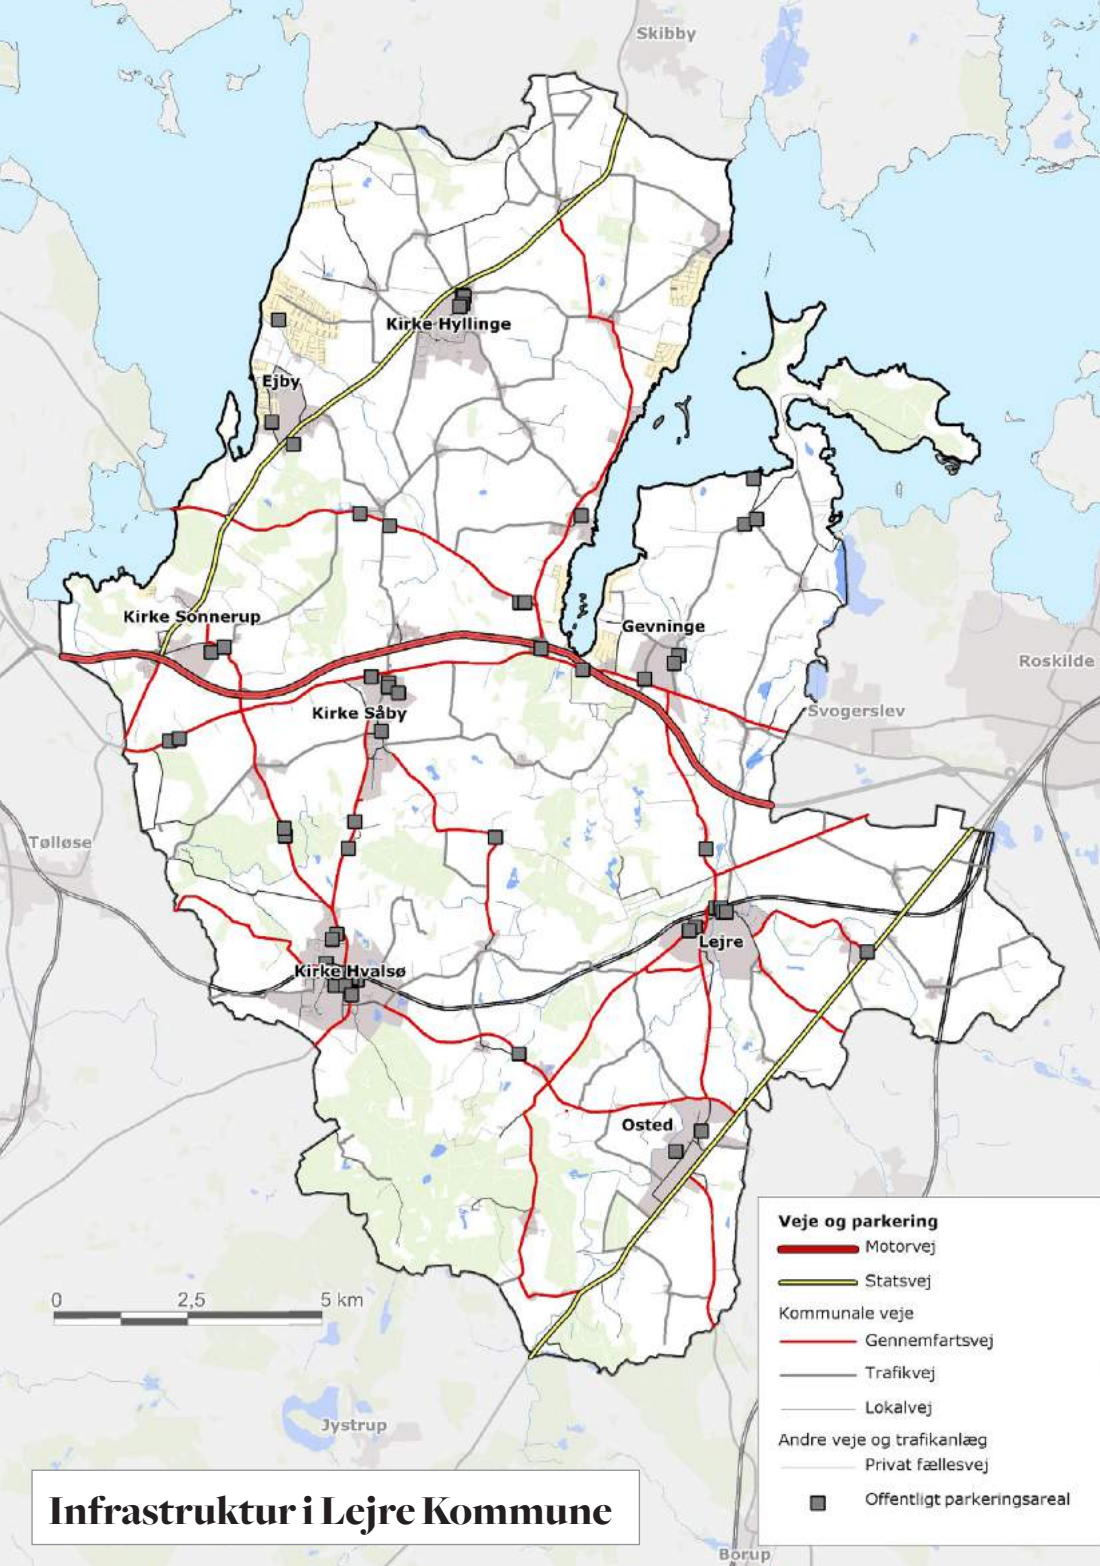 Skibby
Kirke Hyllinge
Ejby
Kirke Sonnerup
Gevninge
Roskilde
Svogerslev
Kirke Såby
Tølløse
Lejre
Kirke Hvalsø
Osted
Veje og parkering
Motorvej
Statsvej
Kommunale veje
Gennemfartsvej
Trafikvej
Lokalvej
Andre veje og trafikanlæg
Privat fællesvej
Offentligt parkeringsareal
0 2,5 5 km
Jystrup
Infrastruktur i Lejre Kommune
Borup